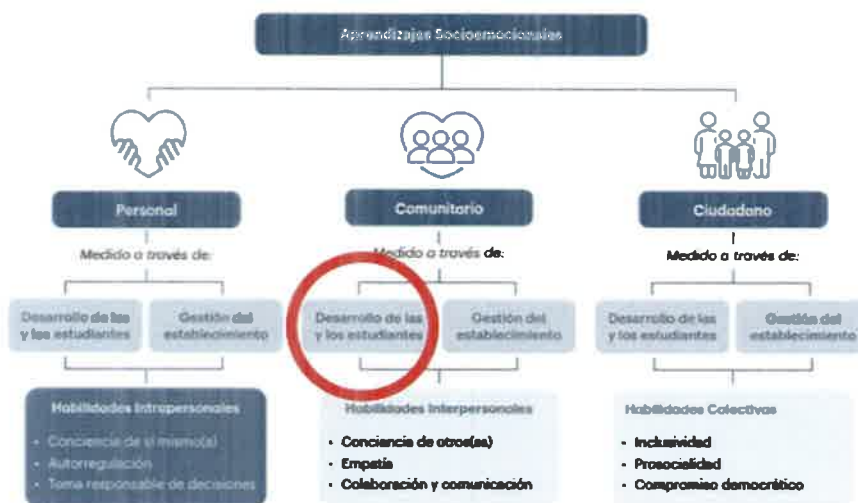 Aprendizajes Socioemocionales
Personal
Comunitario
Ciudadano
Medido a través de:
Medido a través de:
Medido a través de:
Desarrollo de las
y los estudiantes
Gestión del
establecimiento
Desarrollo de las
y los estudiantes
Gestión del
establecimiento
Desarrollo de las
y los estudiantes
Gestión del
establecimiento
Habilidades Intrapersonales
• Conciencia de sí mismo(a)
• Autorregulación
• Toma responsable de decisiones
Habilidades Interpersonales
• Conciencia de otros(as)
• Empatía
• Colaboración y comunicación
Habilidades Colectivas
• Inclusividad
• Prosocialidad
• Compromiso democrático